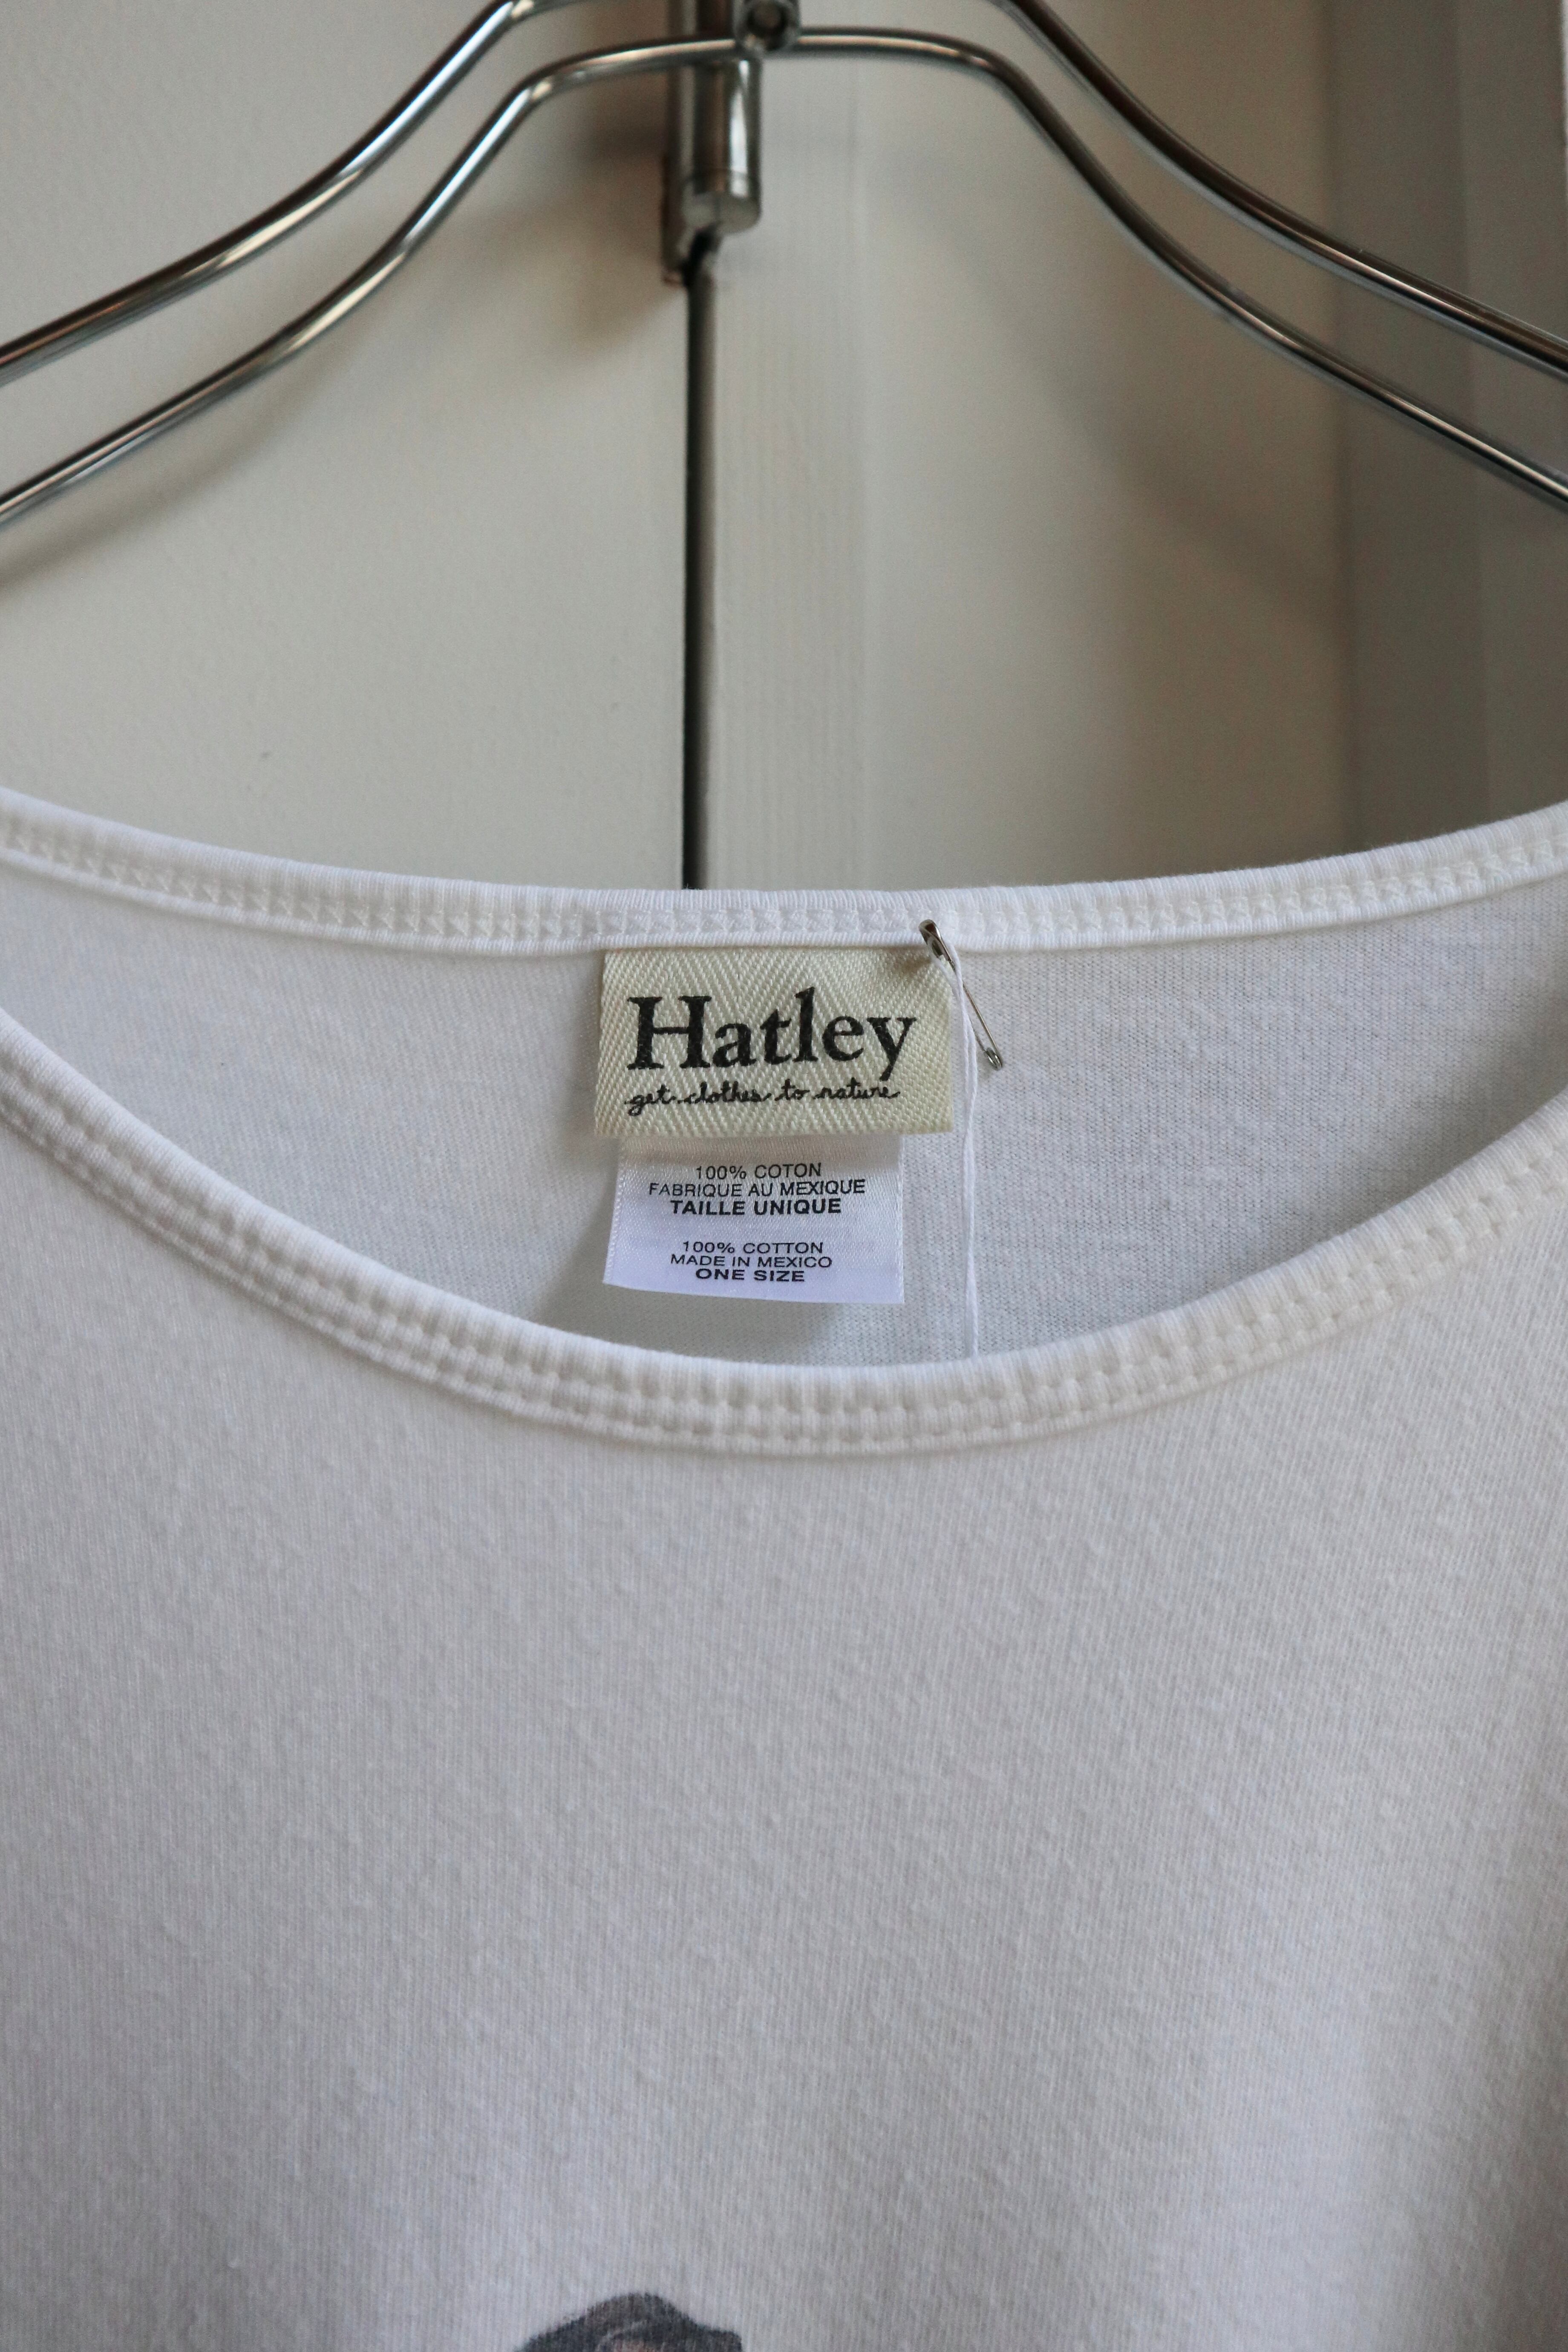 Hatley
get clothes to nature
100% COTON
FABRIQUE AU MEXIQUE
TAILLE UNIQUE
100% COTTON
MADE IN MEXICO
ONE SIZE